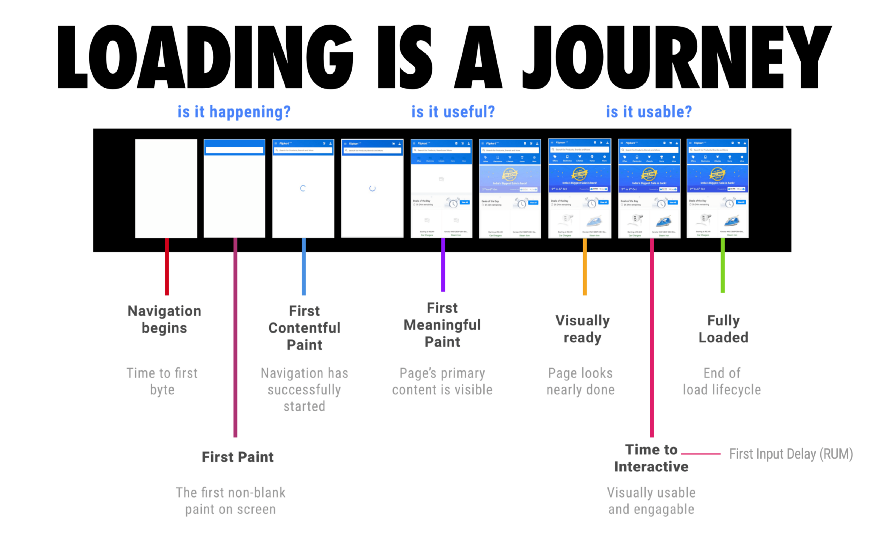 LOADING IS A JOURNEY
is it happening?
is it useful?
is it usable?
Navigation
begins
Time to first
byte
First Paint
The first non-blank
paint on screen
First
Contentful
Paint
Navigation has
successfully
started
First
Meaningful
Paint
Page's primary
content is visible
Visually
ready
Page looks
nearly done
Time to
Interactive
First Input Delay (RUM)
Visually usable
and engagable
Fully
Loaded
End of
load lifecycle